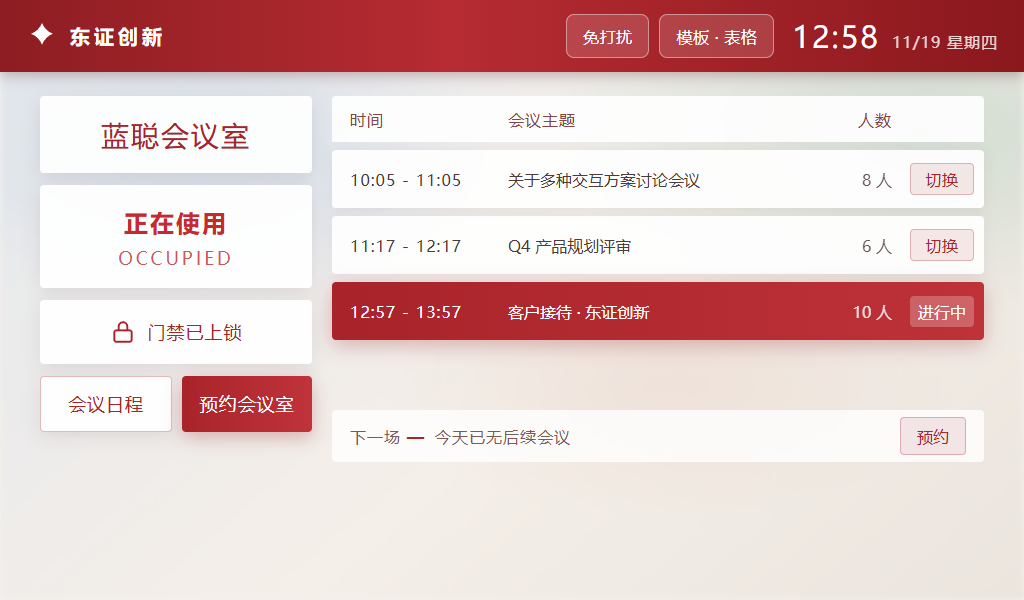 东证创新
免打扰 模板 · 表格 12:58 11/19 星期四
蓝聪会议室
正在使用
OCCUPIED
门禁已上锁
会议日程 预约会议室
时间 会议主题 人数
10:05 - 11:05 关于多种交互方案讨论会议 8 人 切换
11:17 - 12:17 Q4 产品规划评审 6 人 切换
12:57 - 13:57 客户接待 · 东证创新 10 人 进行中
下一场 — 今天已无后续会议 预约